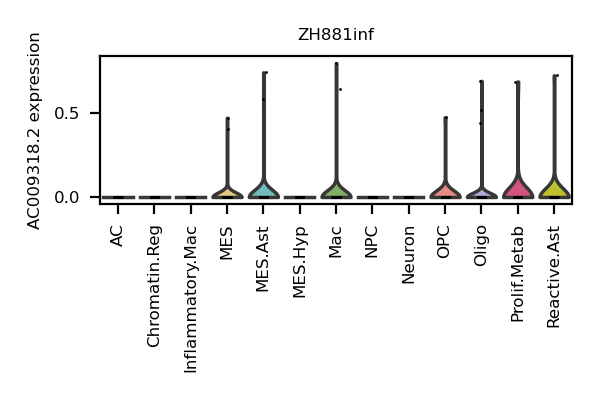 ZH881inf
AC009318.2 expression
0.5
0.0
AC
Chromatin.Reg
Inflammatory.Mac
MES
MES.Ast
MES.Hyp
Mac
NPC
Neuron
OPC
Oligo
Prolif.Metab
Reactive.Ast